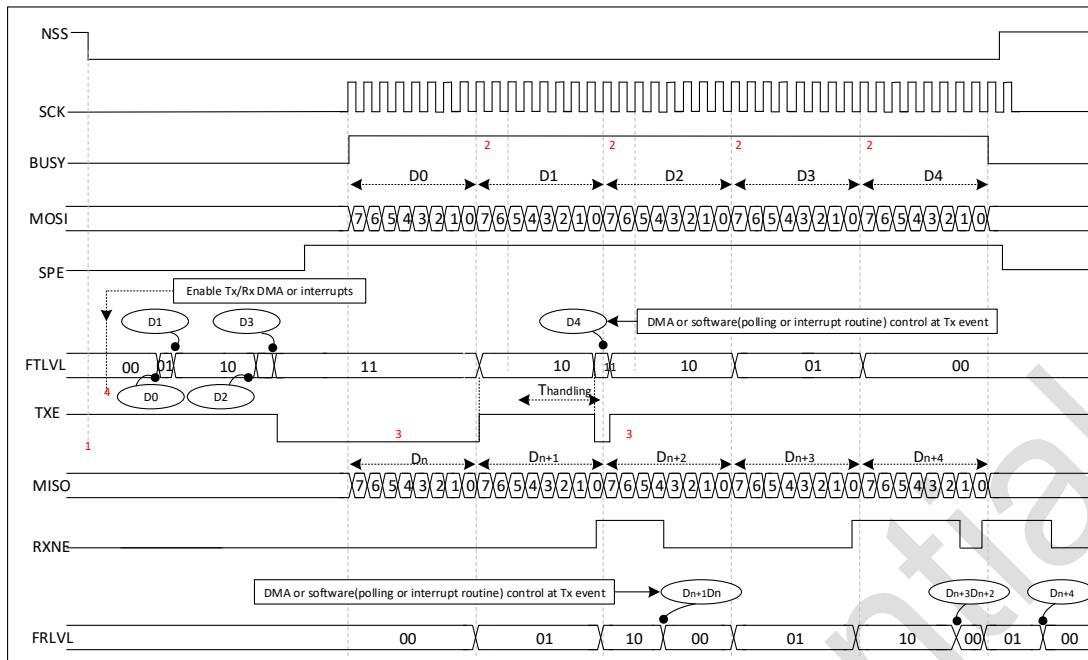 NSS
SCK
BUSY
2 2 2 2
D0 D1 D2 D3 D4
MOSI
7 6 5 4 3 2 1 0 7 6 5 4 3 2 1 0 7 6 5 4 3 2 1 0 7 6 5 4 3 2 1 0 7 6 5 4 3 2 1 0
SPE
Enable Tx/Rx DMA or interrupts
D1 D3 D4
DMA or software(polling or interrupt routine) control at Tx event
FTLVL
00 01 10 11 10 11 10 01 00
4 D0 D2
Thandling
TXE
1 3 3
Dn Dn+1 Dn+2 Dn+3 Dn+4
MISO
7 6 5 4 3 2 1 0 7 6 5 4 3 2 1 0 7 6 5 4 3 2 1 0 7 6 5 4 3 2 1 0 7 6 5 4 3 2 1 0
RXNE
DMA or software(polling or interrupt routine) control at Tx event
Dn+1Dn Dn+3Dn+2 Dn+4
FRLVL
00 01 10 00 01 10 00 01 00
ntial